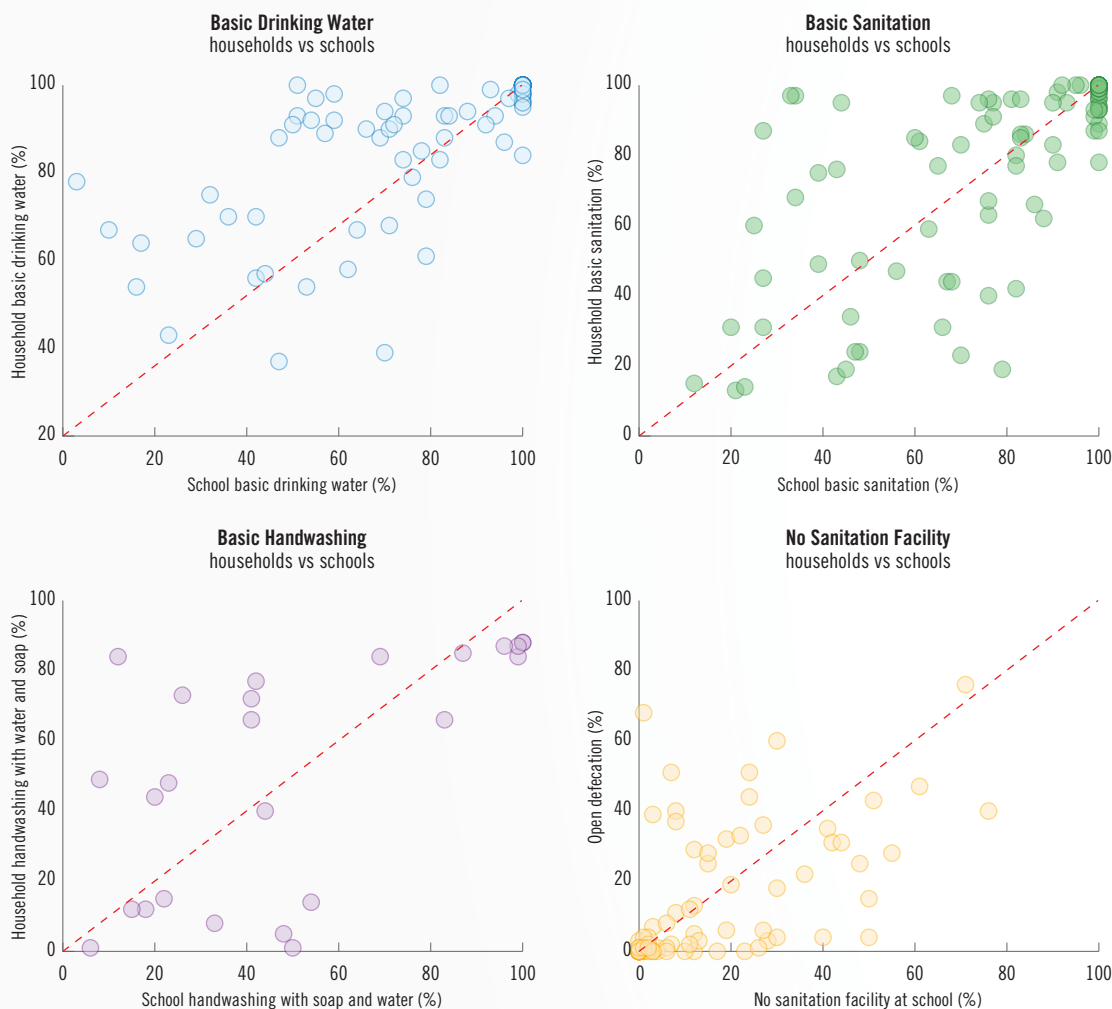 Basic Drinking Water
households vs schools
Household basic drinking water (%)
100
80
60
40
20
0
20
40
60
80
100
School basic drinking water (%)
Basic Sanitation
households vs schools
Household basic sanitation (%)
100
80
60
40
20
0
0
20
40
60
80
100
School basic sanitation (%)
Basic Handwashing
households vs schools
Household handwashing with water and soap (%)
100
80
60
40
20
0
0
20
40
60
80
100
School handwashing with soap and water (%)
No Sanitation Facility
households vs schools
Open defecation (%)
100
80
60
40
20
0
0
20
40
60
80
100
No sanitation facility at school (%)